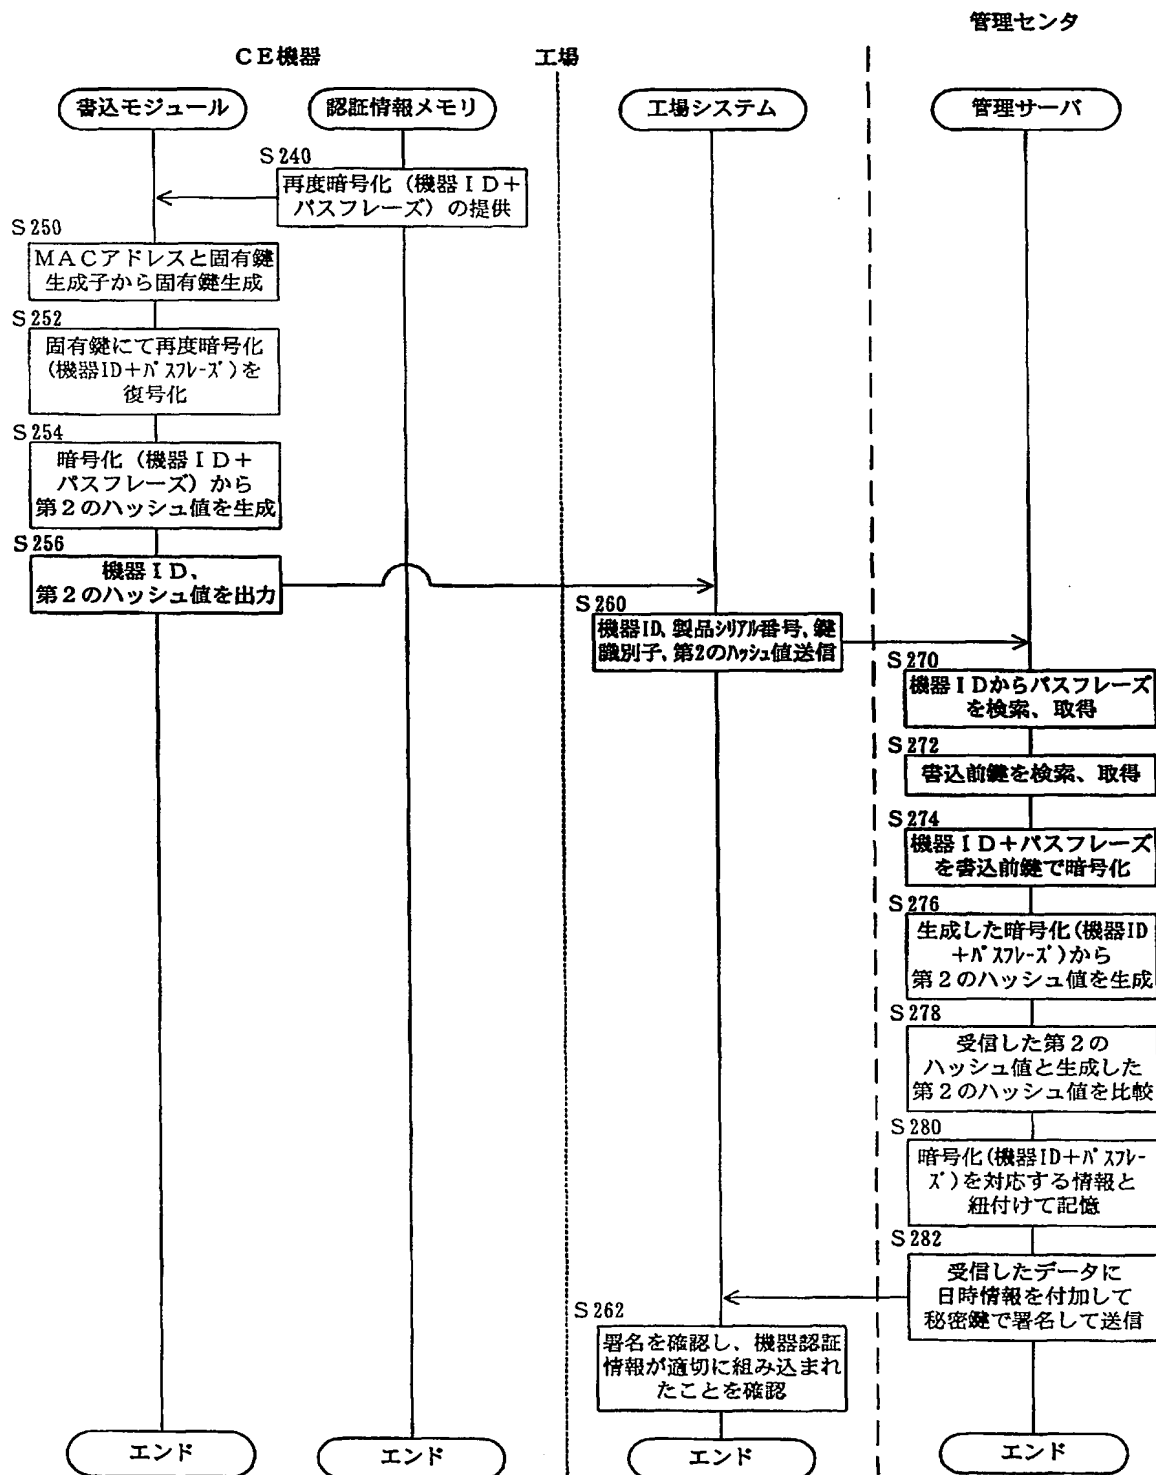 管理センタ
CE機器
工場
書込モジュール
認証情報メモリ
工場システム
管理サーバ
S240
再度暗号化(機器ID+
パスフレーズ)の提供
S250
MACアドレスと固有鍵
生成子から固有鍵生成
S252
固有鍵にて再度暗号化
(機器ID+パスフレーズ)を
復号化
S254
暗号化(機器ID+
パスフレーズ)から
第2のハッシュ値を生成
S256
機器ID、
第2のハッシュ値を出力
S260
機器ID、製品シリアル番号、鍵
識別子、第2のハッシュ値送信
S270
機器IDからパスフレーズ
を検索、取得
S272
書込前鍵を検索、取得
S274
機器ID+パスフレーズ
を書込前鍵で暗号化
S276
生成した暗号化(機器ID
+パスフレーズ)から
第2のハッシュ値を生成
S278
受信した第2の
ハッシュ値と生成した
第2のハッシュ値を比較
S280
暗号化(機器ID+パスフレー
ズ)を対応する情報と
紐付けて記憶
S282
受信したデータに
日時情報を付加して
秘密鍵で署名して送信
S262
署名を確認し、機器認証
情報が適切に組み込まれ
たことを確認
エンド
エンド
エンド
エンド